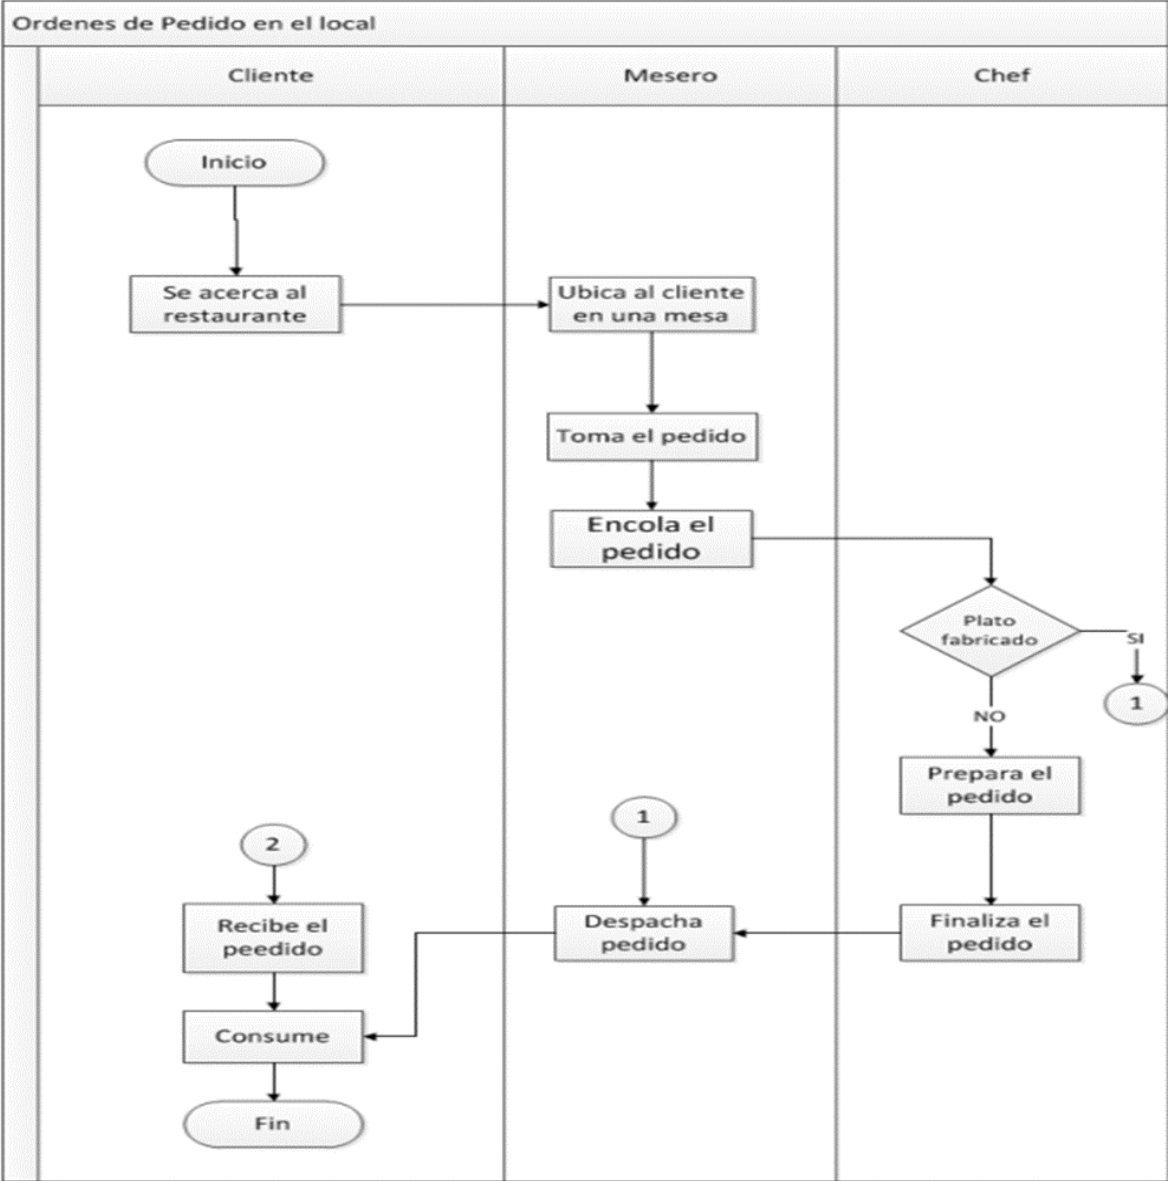 Ordenes de Pedido en el local
Cliente
Mesero
Chef
Inicio
Se acerca al
restaurante
Ubica al cliente
en una mesa
Toma el pedido
Encola el
pedido
Plato
fabricado
SI
1
NO
Prepara el
pedido
1
2
Recibe el
peedido
Despacha
pedido
Finaliza el
pedido
Consume
Fin